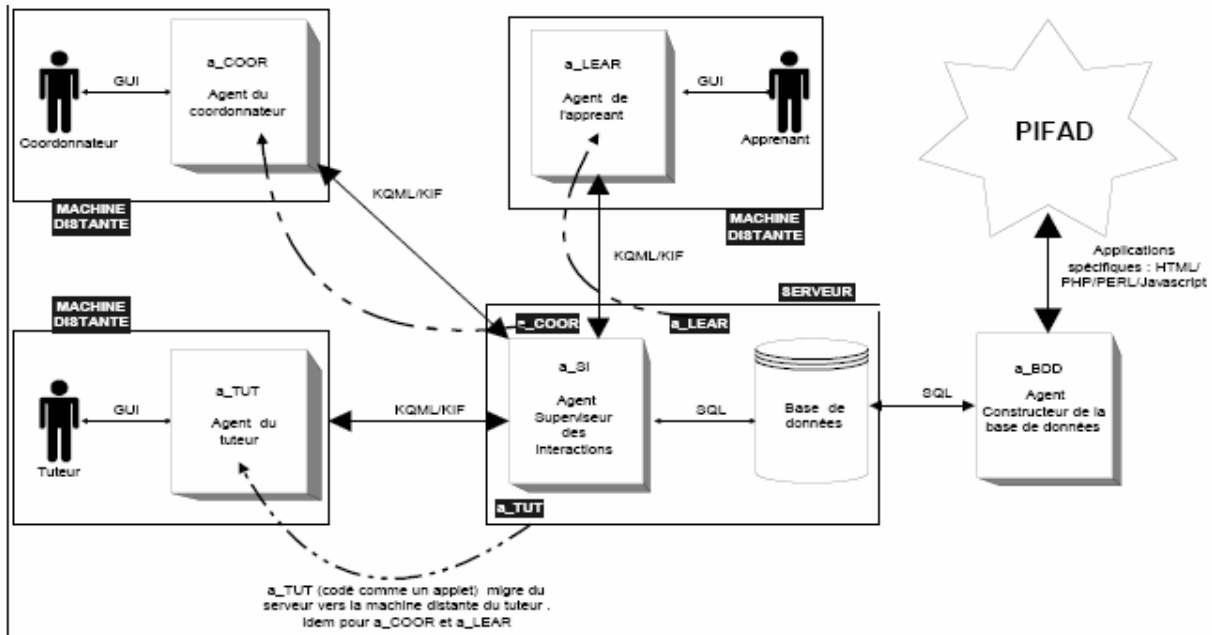 a_COOR
Agent du
coordonnateur
GUI
Coordonnateur
MACHINE
DISTANTE
a_LEAR
Agent de
l'appreant
GUI
Apprenant
MACHINE
DISTANTE
PIFAD
KQML/KIF
KQML/KIF
Applications
spécifiques : HTML/
PHP/PERL/Javascript
MACHINE
DISTANTE
a_TUT
Agent du
tuteur
GUI
Tuteur
KQML/KIF
SERVEUR
a_COOR
a_LEAR
a_SI
Agent
Superviseur
des
Interactions
SQL
Base de
données
SQL
a_BDD
Agent
Constructeur de la
base de données
a_TUT
a_TUT (codé comme un applet) migre du
serveur vers la machine distante du tuteur .
Idem pour a_COOR et a_LEAR